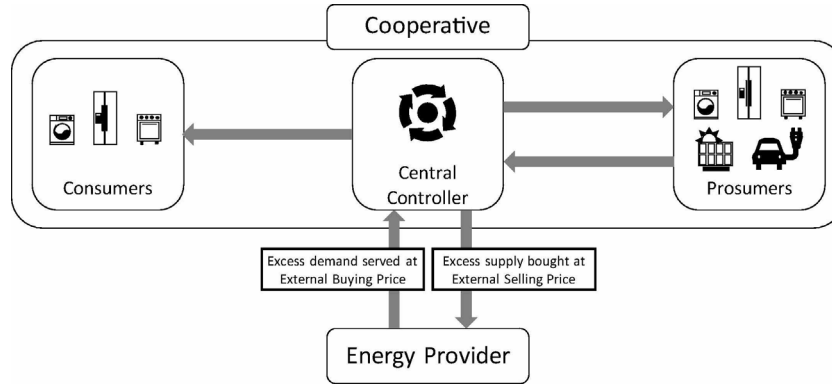 Cooperative
Consumers
Central
Controller
Prosumers
Excess demand served at
External Buying Price
Excess supply bought at
External Selling Price
Energy Provider